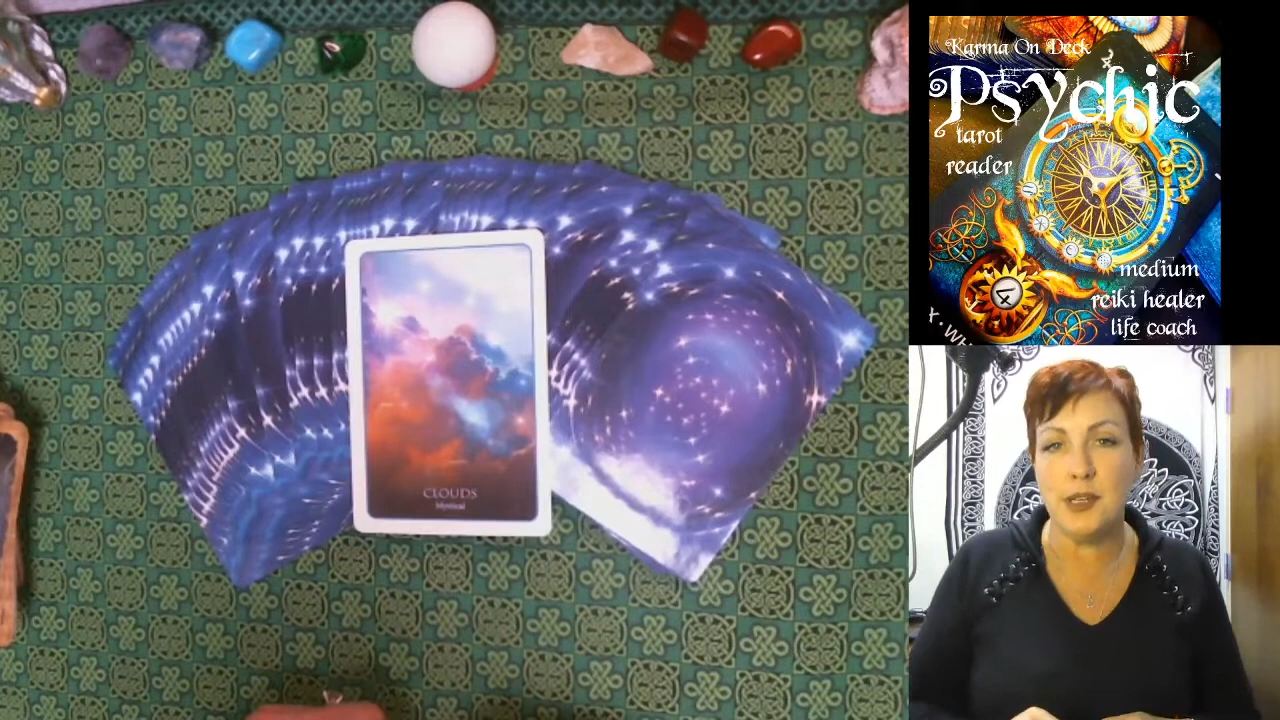 CLOUDS
Mystical
Karma On Deck
Psychic
tarot
reader
medium
reiki healer
life coach